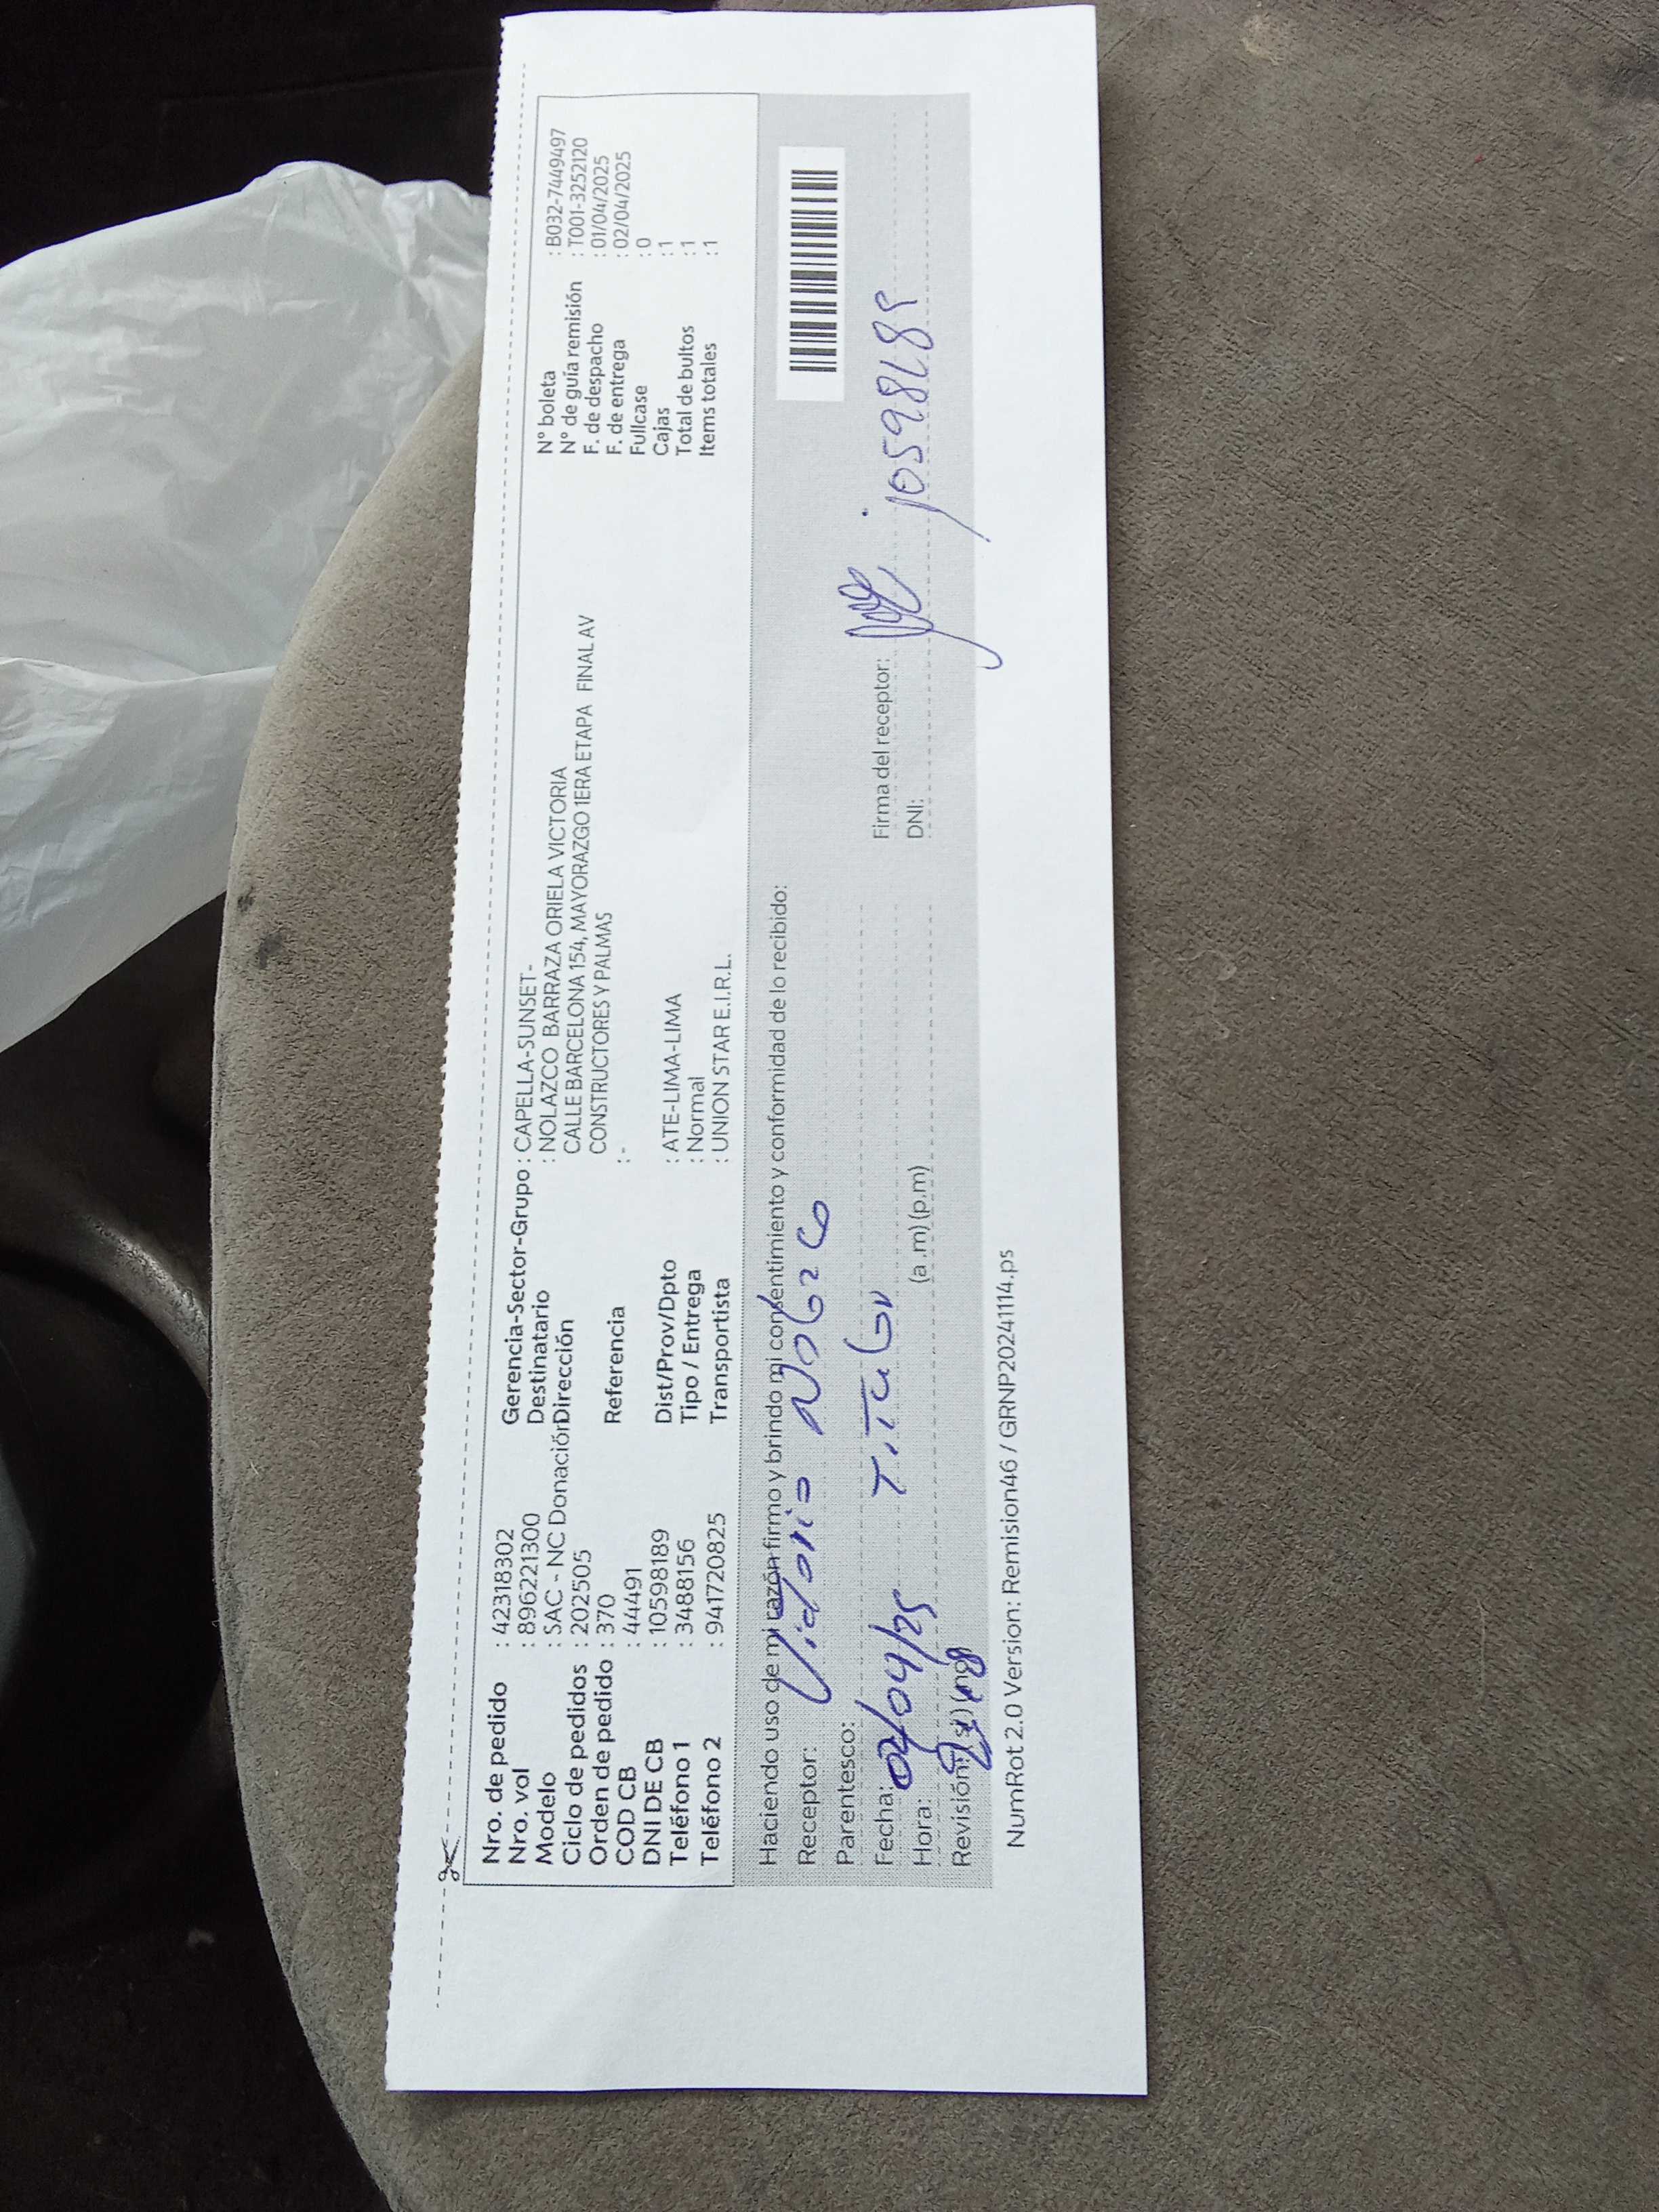 Nro. de pedido : 42318302
Nro. vol : 896221300
Modelo : SAC - NC Donación
Ciclo de pedidos : 202505
Orden de pedido : 370
COD CB : 44491
DNI DE CB : 10598189
Teléfono 1 : 3488156
Teléfono 2 : 941720825
Gerencia-Sector-Grupo : CAPELLA-SUNSET-
Destinatario : NOLAZCO BARRAZA ORIELA VICTORIA
Dirección CALLE BARCELONA 154, MAYORAZGO 1ERA ETAPA FINAL AV
CONSTRUCTORES Y PALMAS
Referencia : -
Dist/Prov/Dpto : ATE-LIMA-LIMA
Tipo / Entrega : Normal
Transportista : UNION STAR E.I.R.L.
N° boleta : B032-7449497
N° de guía remisión : T001-3252120
F. de despacho : 01/04/2025
F. de entrega : 02/04/2025
Fullcase : 0
Cajas : 1
Total de bultos : 1
Items totales : 1
Haciendo uso de mi razón firmo y brindo mi consentimiento y conformidad de lo recibido:
Receptor: Victoria Nolazco
Parentesco: Titular
Fecha: 02/04/25
Hora: (a .m) (p.m)
Revisión: (si) (no)
Firma del receptor:
DNI: 10598189
NumRot 2.0 Version: Remision46 / GRNP20241114.ps